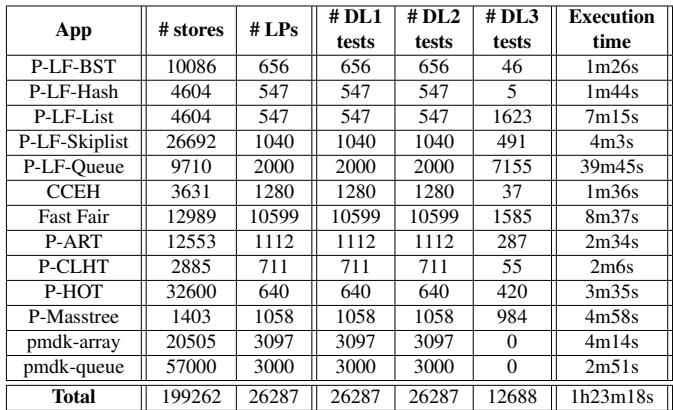 App # stores # LPs # DL1 tests # DL2 tests # DL3 tests Execution time
P-LF-BST 10086 656 656 656 46 1m26s
P-LF-Hash 4604 547 547 547 5 1m44s
P-LF-List 4604 547 547 547 1623 7m15s
P-LF-Skiplist 26692 1040 1040 1040 491 4m3s
P-LF-Queue 9710 2000 2000 2000 7155 39m45s
CCEH 3631 1280 1280 1280 37 1m36s
Fast Fair 12989 10599 10599 10599 1585 8m37s
P-ART 12553 1112 1112 1112 287 2m34s
P-CLHT 2885 711 711 711 55 2m6s
P-HOT 32600 640 640 640 420 3m35s
P-Masstree 1403 1058 1058 1058 984 4m58s
pmdk-array 20505 3097 3097 3097 0 4m14s
pmdk-queue 57000 3000 3000 3000 0 2m51s
Total 199262 26287 26287 26287 12688 1h23m18s